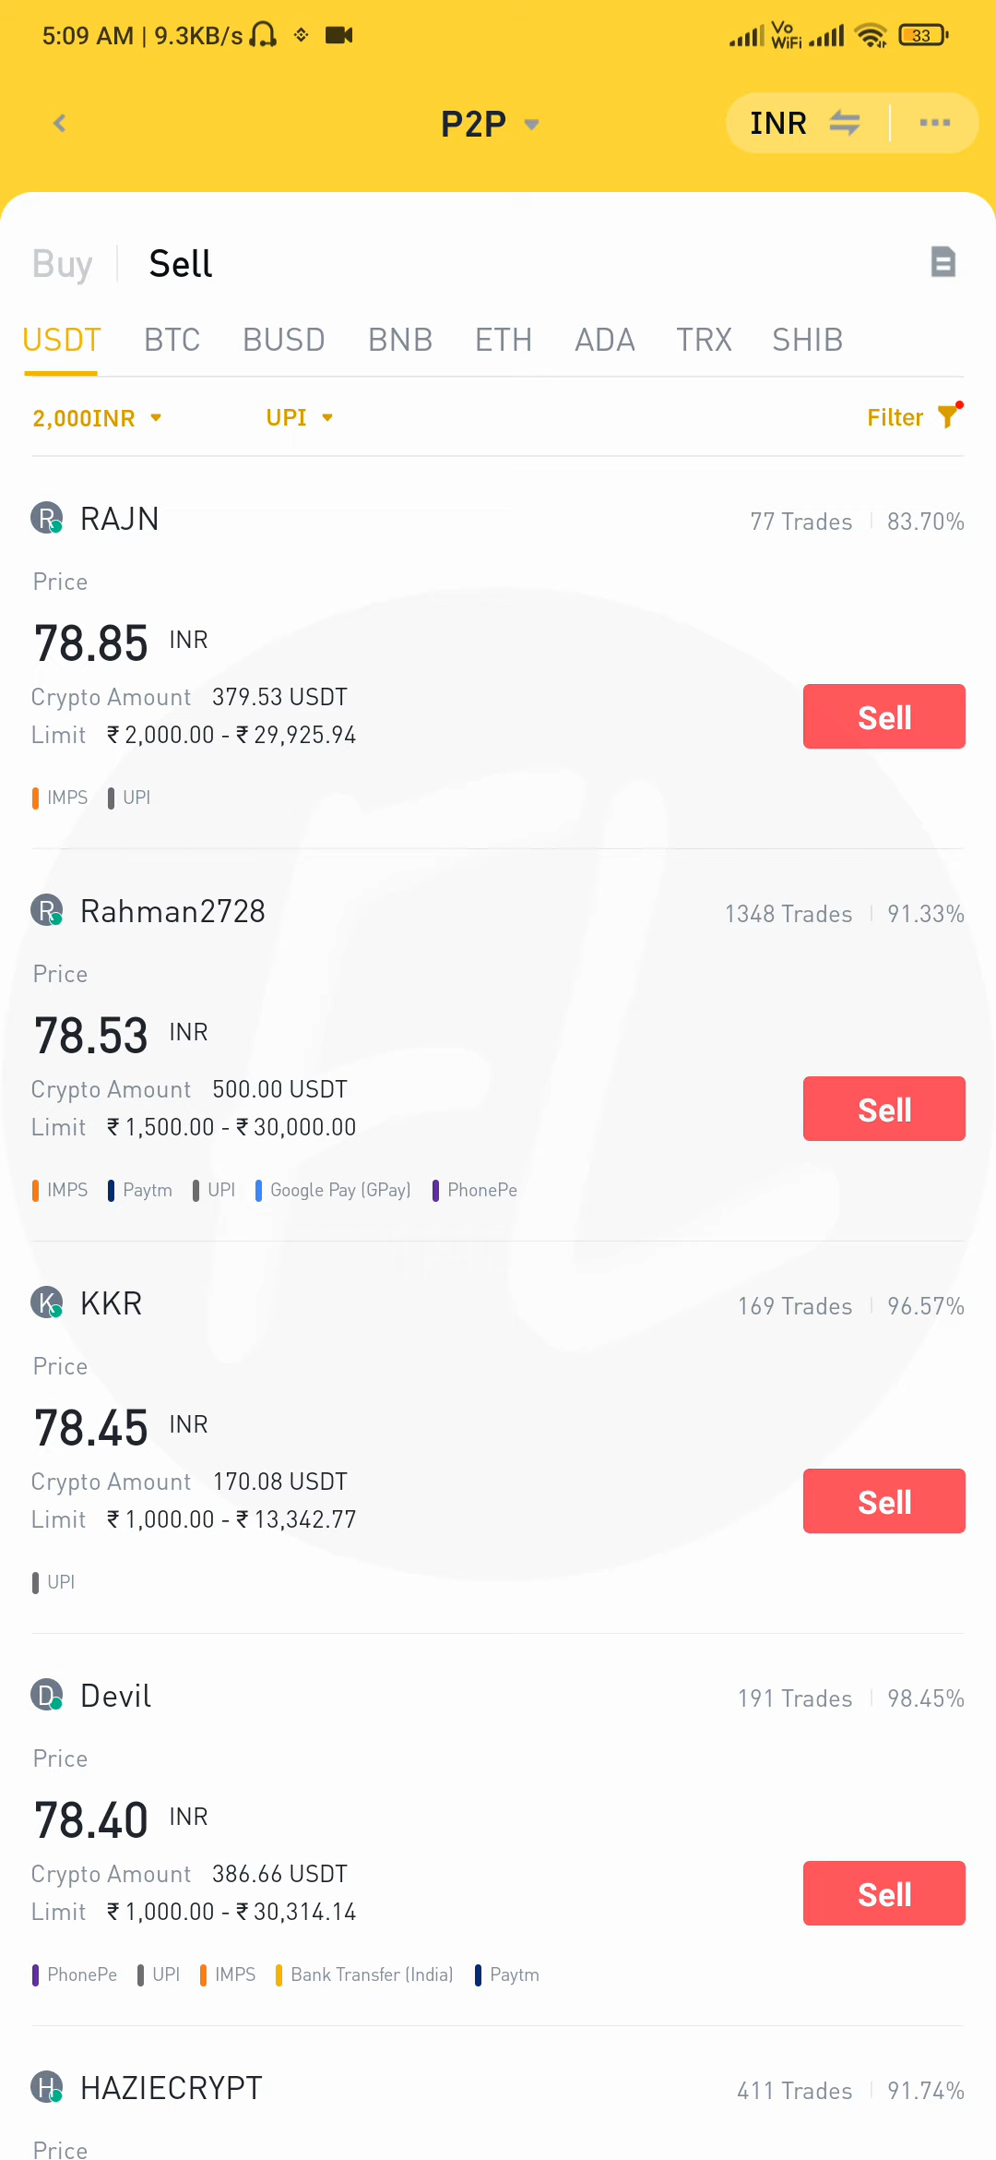 5:09 AM | 9.3KB/s Vo WiFi 33
P2P INR
Buy Sell
USDT BTC BUSD BNB ETH ADA TRX SHIB
2,000INR UPI Filter
R RAJN 77 Trades 83.70%
Price
78.85 INR
Crypto Amount 379.53 USDT
Limit ₹ 2,000.00 - ₹ 29,925.94
Sell
IMPS UPI
R Rahman2728 1348 Trades 91.33%
Price
78.53 INR
Crypto Amount 500.00 USDT
Limit ₹ 1,500.00 - ₹ 30,000.00
Sell
IMPS Paytm UPI Google Pay (GPay) PhonePe
K KKR 169 Trades 96.57%
Price
78.45 INR
Crypto Amount 170.08 USDT
Limit ₹ 1,000.00 - ₹ 13,342.77
Sell
UPI
D Devil 191 Trades 98.45%
Price
78.40 INR
Crypto Amount 386.66 USDT
Limit ₹ 1,000.00 - ₹ 30,314.14
Sell
PhonePe UPI IMPS Bank Transfer (India) Paytm
H HAZIECRYPT 411 Trades 91.74%
Price
FL